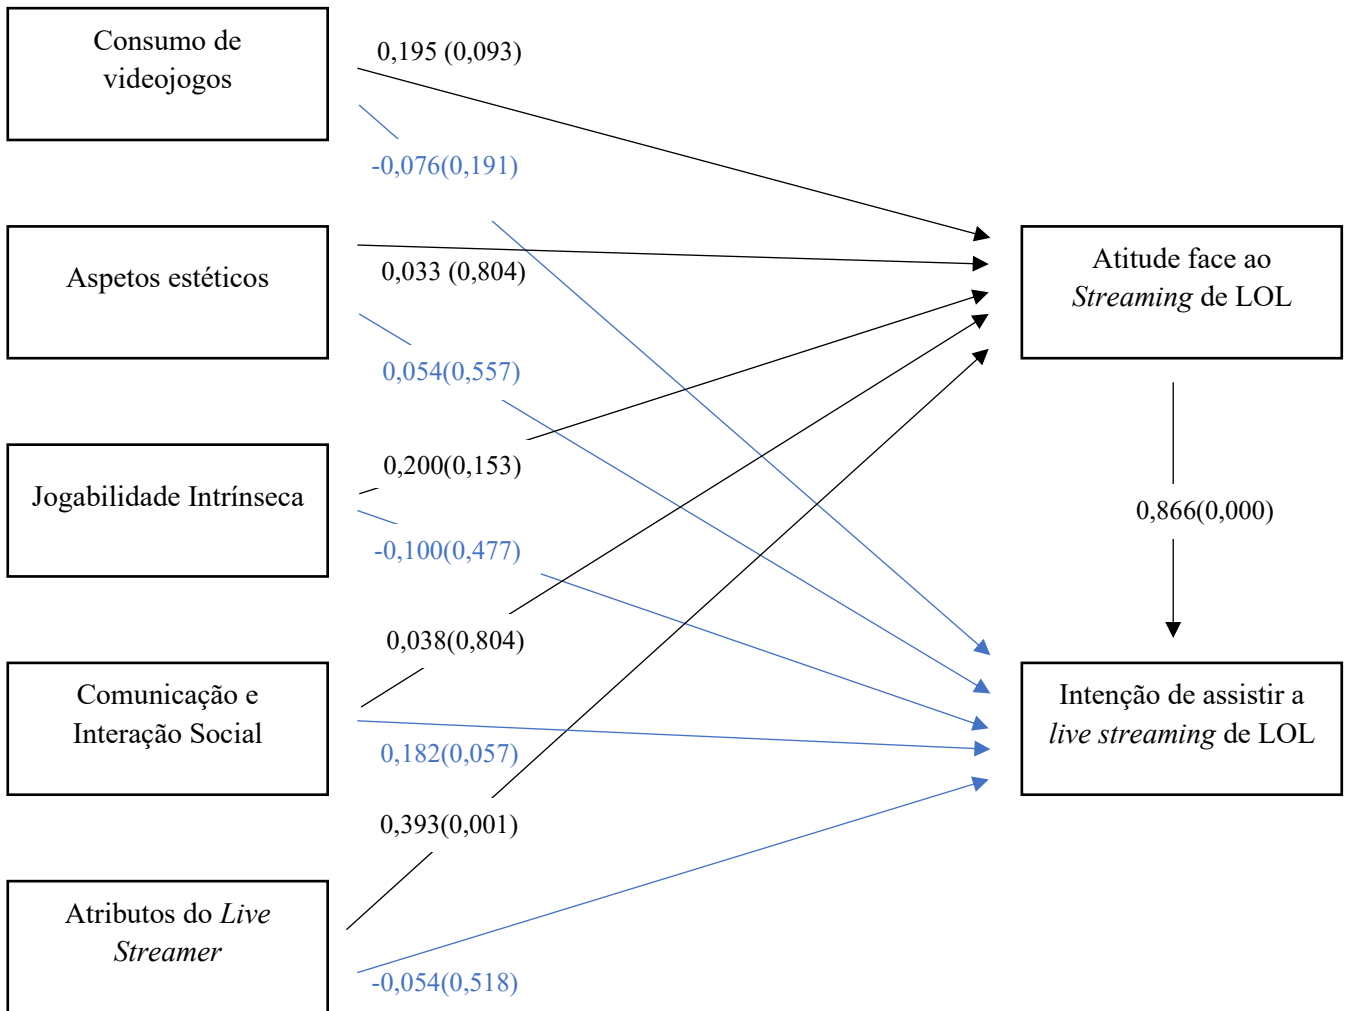 Consumo de
videojogos
0,195 (0,093)
-0,076(0,191)
Aspetos estéticos
0,033 (0,804)
Atitude face ao
Streaming de LOL
0,054(0,557)
Jogabilidade Intrínseca
0,200(0,153)
0,866(0,000)
-0,100(0,477)
0,038(0,804)
Comunicação e
Interação Social
Intenção de assistir a
live streaming de LOL
0,182(0,057)
0,393(0,001)
Atributos do Live
Streamer
-0,054(0,518)